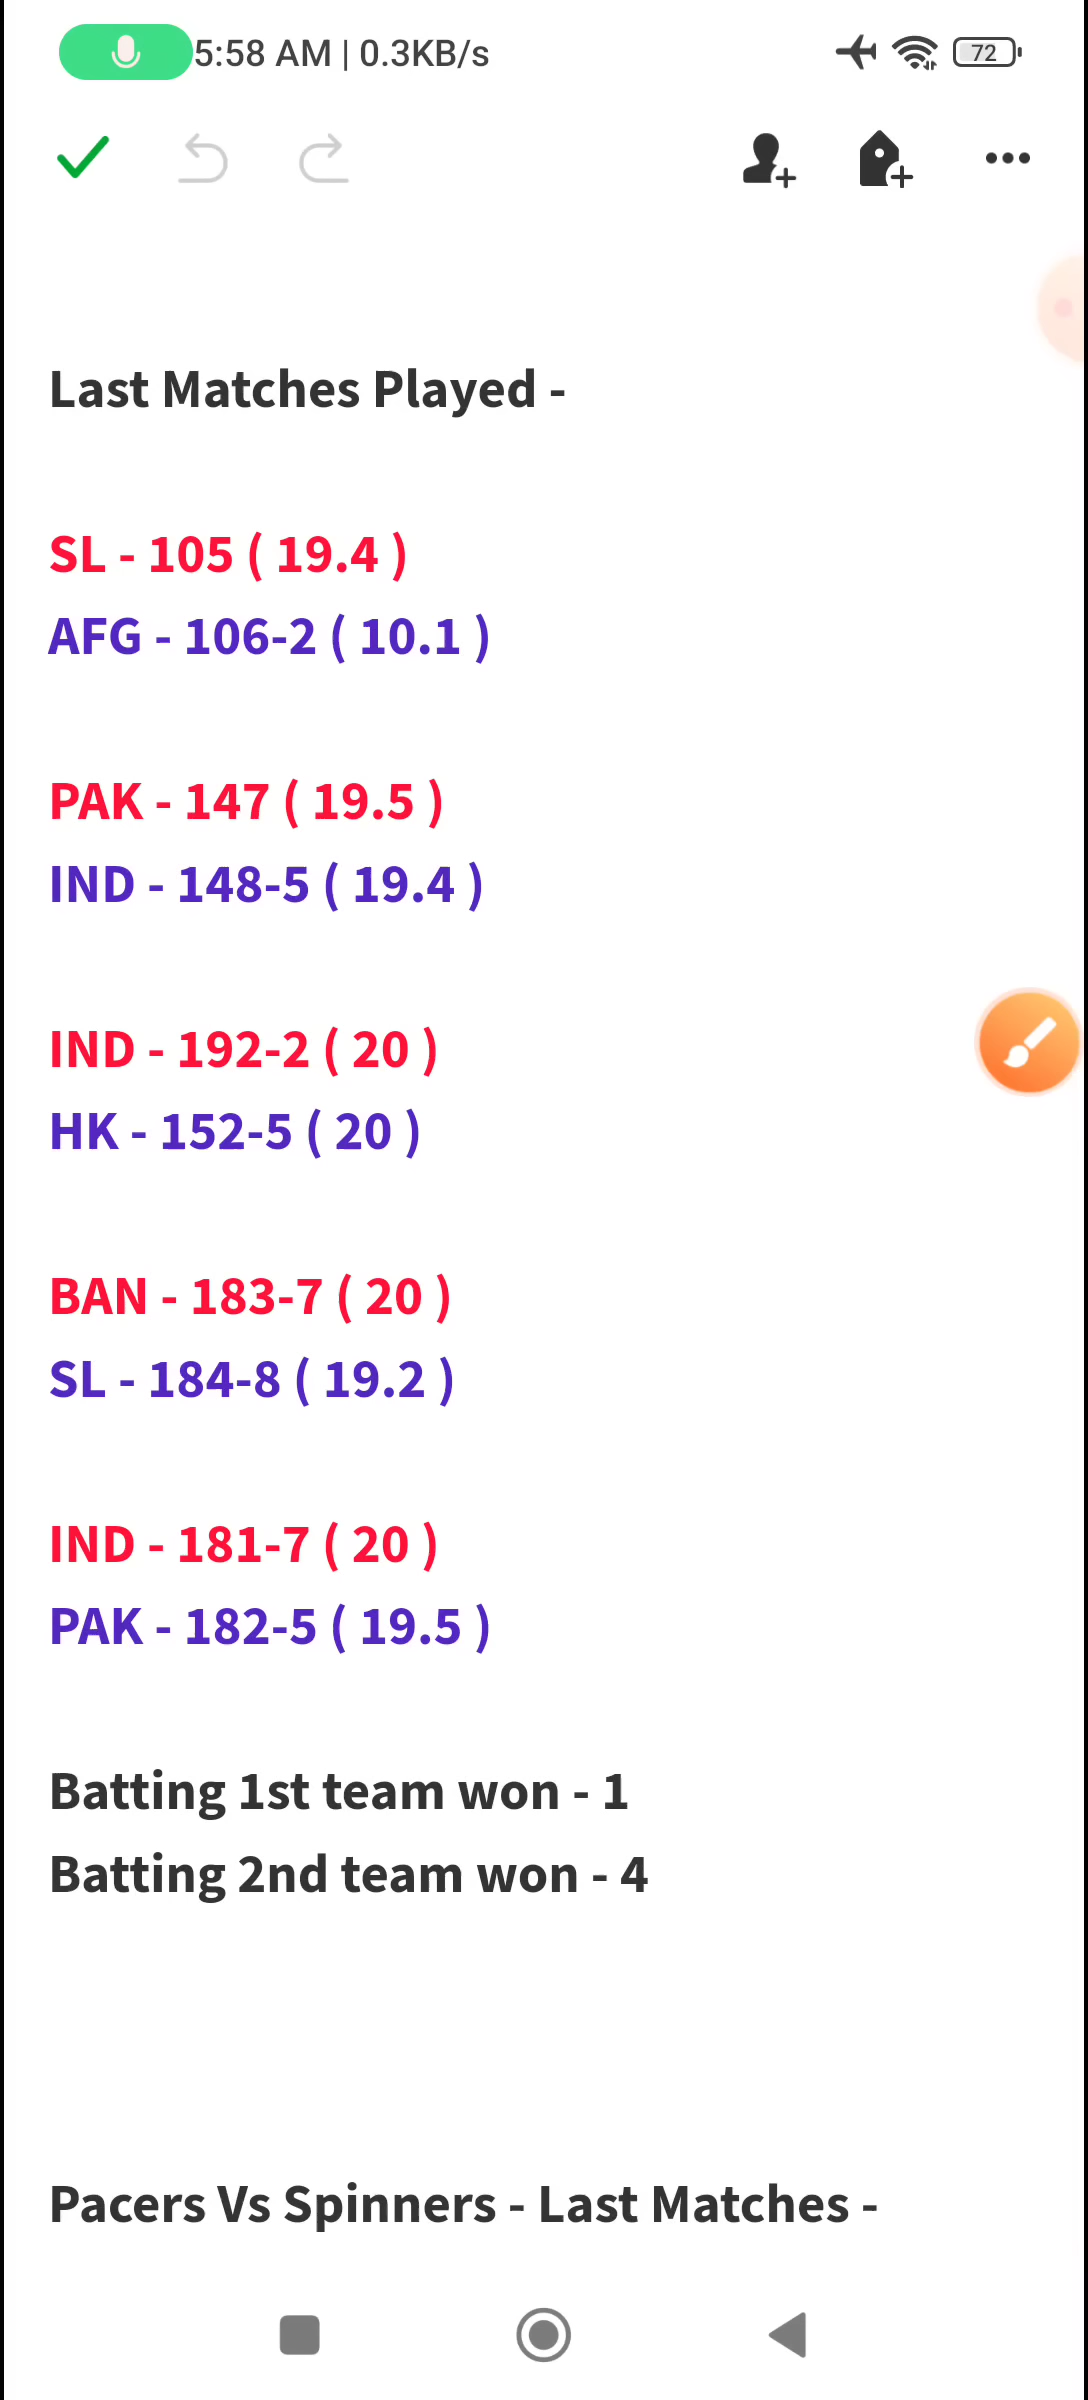 5:58 AM | 0.3KB/s
72
Last Matches Played -
SL - 105 ( 19.4 )
AFG - 106-2 ( 10.1 )
PAK - 147 ( 19.5 )
IND - 148-5 ( 19.4 )
IND - 192-2 ( 20 )
HK - 152-5 ( 20 )
BAN - 183-7 ( 20 )
SL - 184-8 ( 19.2 )
IND - 181-7 ( 20 )
PAK - 182-5 ( 19.5 )
Batting 1st team won - 1
Batting 2nd team won - 4
Pacers Vs Spinners - Last Matches -